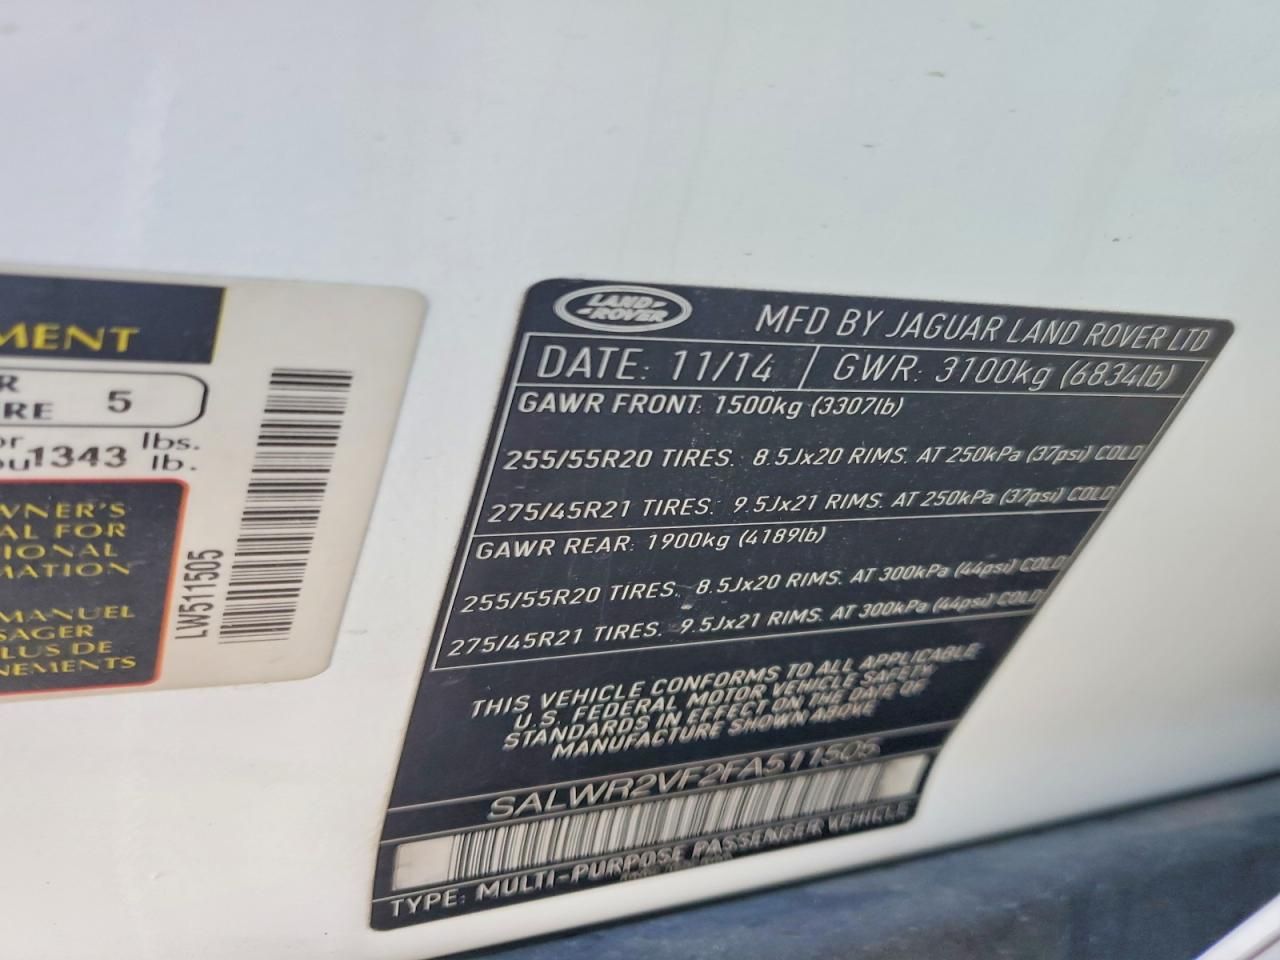 MENT
R
RE 5
or lbs.
ou 1343 lb.
WNER'S
AL FOR
IONAL
MATION
MANUEL
SAGER
PLUS DE
NEMENTS
LW511505
LAND-
-ROVER
MFD BY JAGUAR LAND ROVER LTD
DATE: 11/14 GWR: 3100kg (6834lb)
GAWR FRONT: 1500kg (3307lb)
255/55R20 TIRES. 8.5Jx20 RIMS. AT 250kPa (37psi) COLD
275/45R21 TIRES. 9.5Jx21 RIMS. AT 250kPa (37psi) COLD
GAWR REAR: 1900kg (4189lb)
255/55R20 TIRES. 8.5Jx20 RIMS. AT 300kPa (44psi) COLD
275/45R21 TIRES. 9.5Jx21 RIMS. AT 300kPa (44psi) COLD
THIS VEHICLE CONFORMS TO ALL APPLICABLE
U.S. FEDERAL MOTOR VEHICLE SAFETY
STANDARDS IN EFFECT ON THE DATE OF
MANUFACTURE SHOWN ABOVE
SALWR2VF2FA511505
TYPE: MULTI-PURPOSE PASSENGER VEHICLE